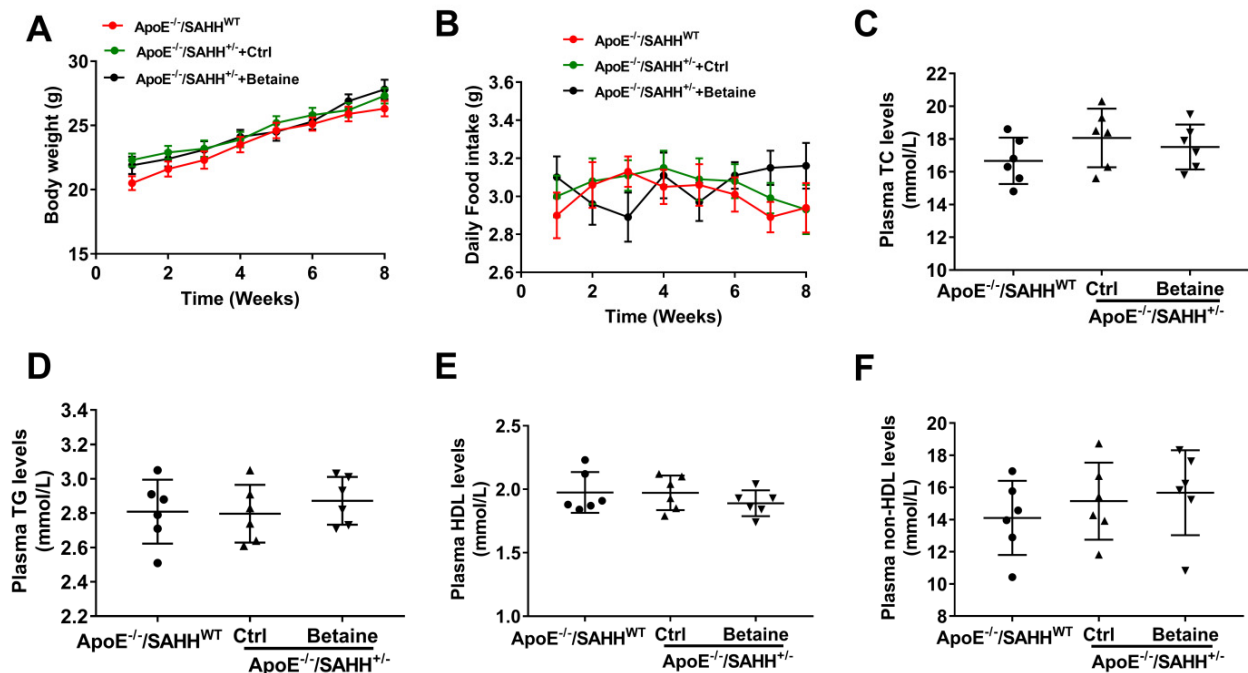 A
ApoE⁻/⁻/SAHHᵂᵀ
ApoE⁻/⁻/SAHH⁺/⁻+Ctrl
ApoE⁻/⁻/SAHH⁺/⁻+Betaine
Body weight (g)
30
25
20
15
0 2 4 6 8
Time (Weeks)
B
ApoE⁻/⁻/SAHHᵂᵀ
ApoE⁻/⁻/SAHH⁺/⁻+Ctrl
ApoE⁻/⁻/SAHH⁺/⁻+Betaine
Daily Food intake (g)
3.6
3.4
3.2
3.0
2.8
2.6
0 2 4 6 8
Time (Weeks)
C
Plasma TC levels
(mmol/L)
22
20
18
16
14
12
10
ApoE⁻/⁻/SAHHᵂᵀ Ctrl Betaine
ApoE⁻/⁻/SAHH⁺/⁻
D
Plasma TG levels
(mmol/L)
3.4
3.2
3.0
2.8
2.6
2.4
2.2
ApoE⁻/⁻/SAHHᵂᵀ Ctrl Betaine
ApoE⁻/⁻/SAHH⁺/⁻
E
Plasma HDL levels
(mmol/L)
2.5
2.0
1.5
1.0
ApoE⁻/⁻/SAHHᵂᵀ Ctrl Betaine
ApoE⁻/⁻/SAHH⁺/⁻
F
Plasma non-HDL levels
(mmol/L)
20
18
16
14
12
10
8
ApoE⁻/⁻/SAHHᵂᵀ Ctrl Betaine
ApoE⁻/⁻/SAHH⁺/⁻